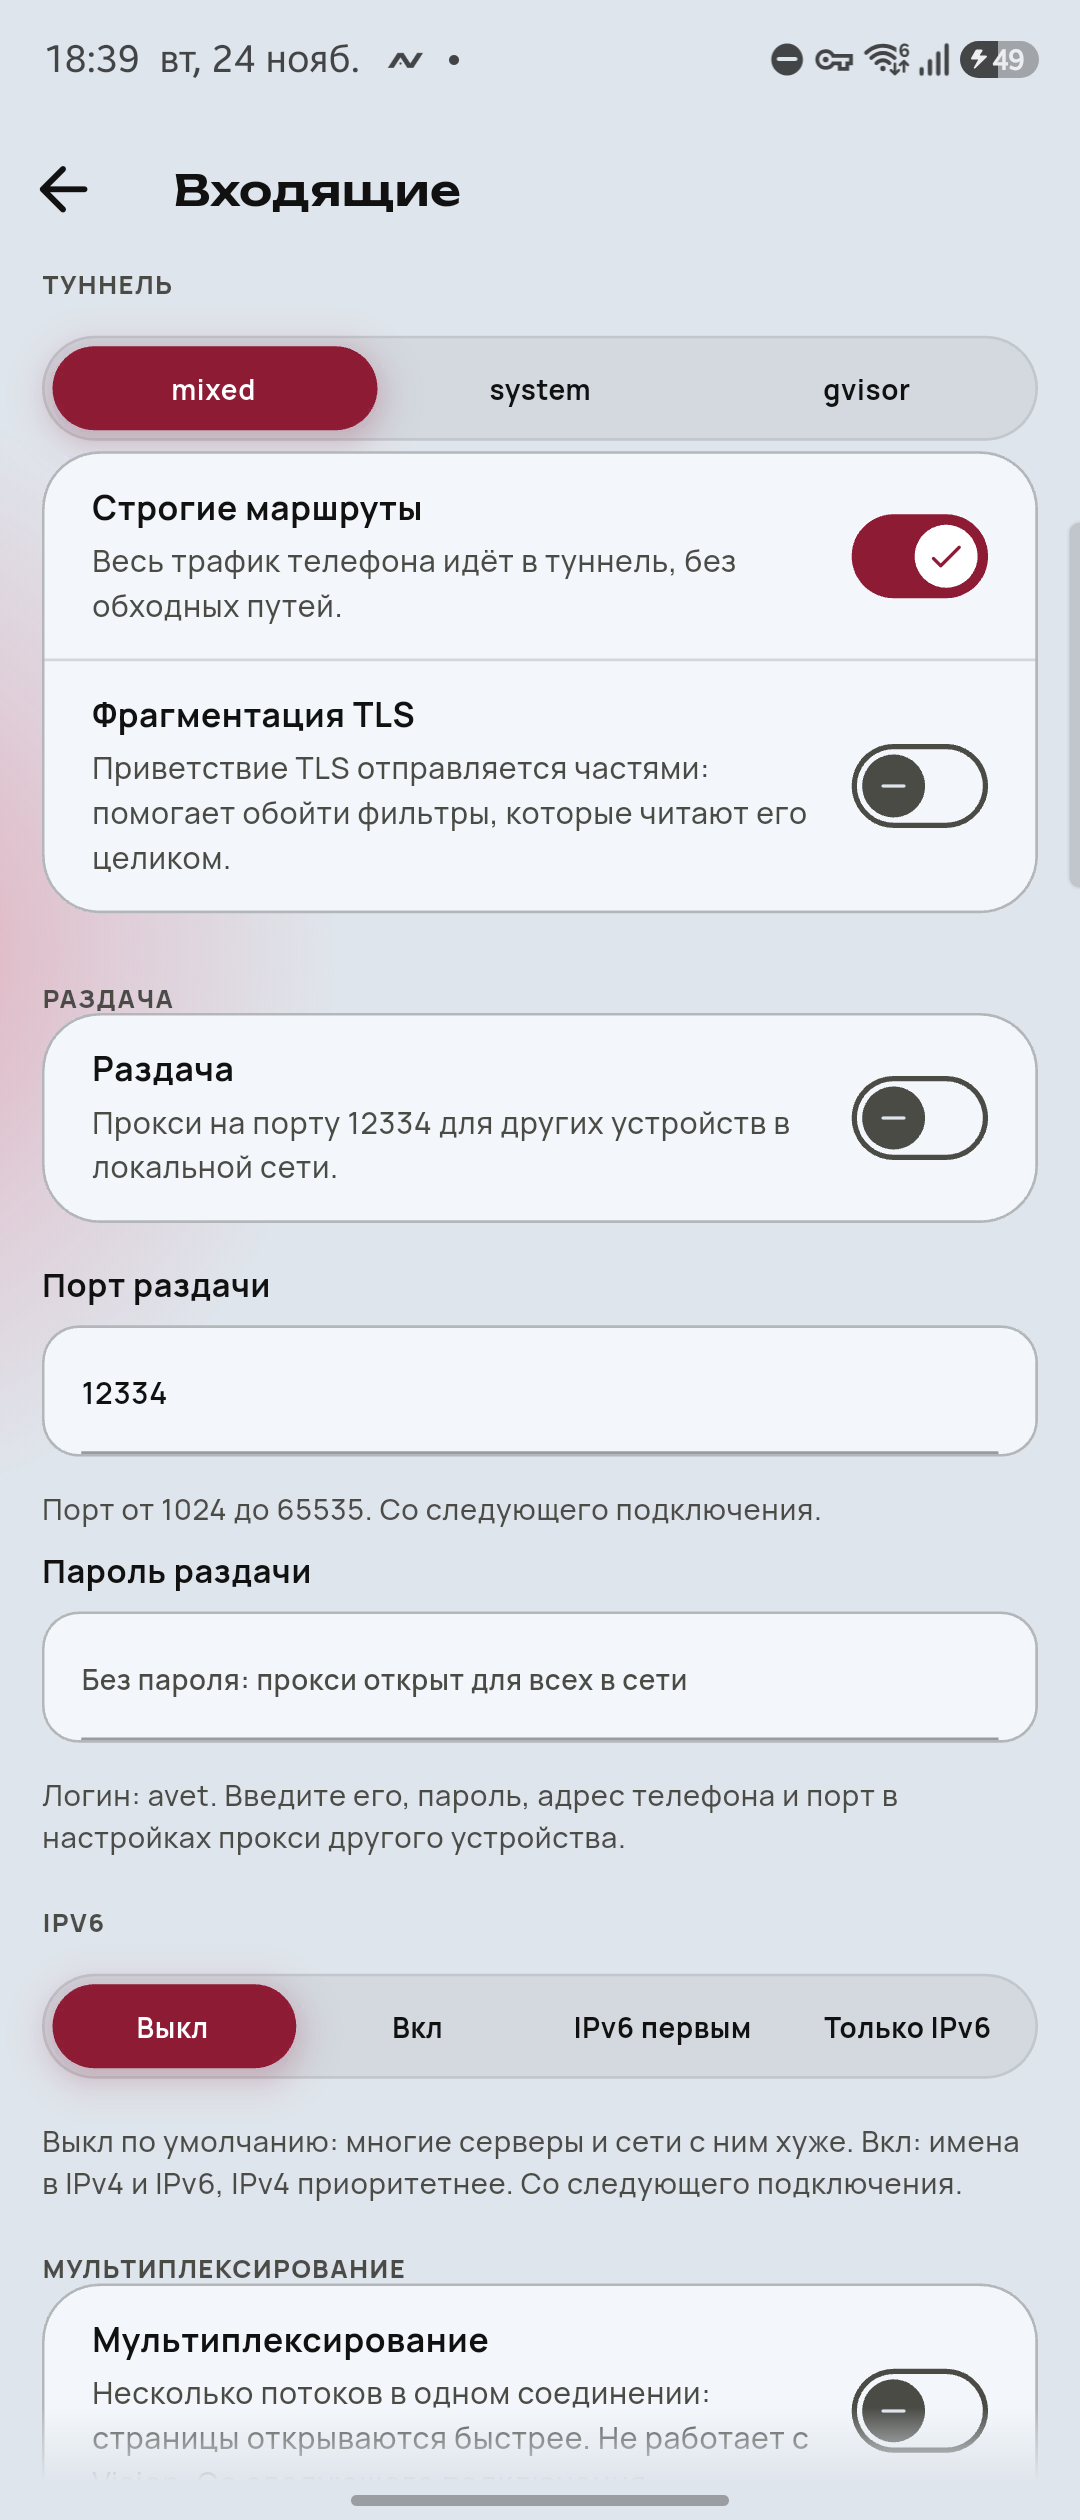 18:39 вт, 24 нояб.
6
49
Входящие
ТУННЕЛЬ
mixed system gvisor
Строгие маршруты
Весь трафик телефона идёт в туннель, без
обходных путей.
Фрагментация TLS
Приветствие TLS отправляется частями:
помогает обойти фильтры, которые читают его
целиком.
РАЗДАЧА
Раздача
Прокси на порту 12334 для других устройств в
локальной сети.
Порт раздачи
12334
Порт от 1024 до 65535. Со следующего подключения.
Пароль раздачи
Без пароля: прокси открыт для всех в сети
Логин: avet. Введите его, пароль, адрес телефона и порт в
настройках прокси другого устройства.
IPV6
Выкл Вкл IPv6 первым Только IPv6
Выкл по умолчанию: многие серверы и сети с ним хуже. Вкл: имена
в IPv4 и IPv6, IPv4 приоритетнее. Со следующего подключения.
МУЛЬТИПЛЕКСИРОВАНИЕ
Мультиплексирование
Несколько потоков в одном соединении:
страницы открываются быстрее. Не работает с